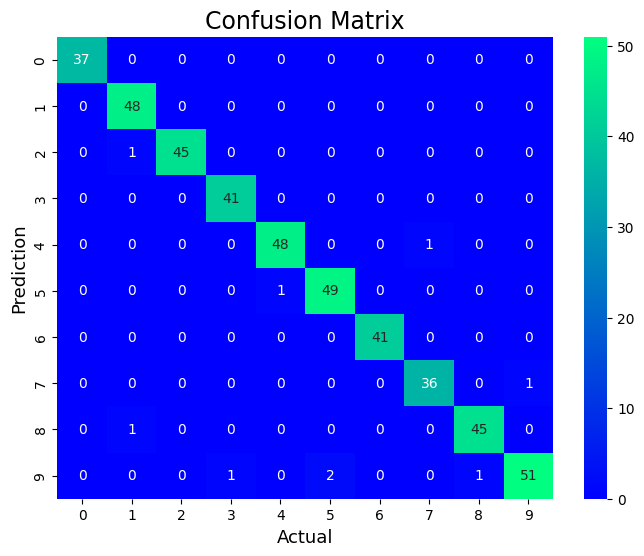 Confusion Matrix
0 37 0 0 0 0 0 0 0 0 0
1 0 48 0 0 0 0 0 0 0 0
2 0 1 45 0 0 0 0 0 0 0
3 0 0 0 41 0 0 0 0 0 0
4 0 0 0 0 48 0 0 1 0 0
5 0 0 0 0 1 49 0 0 0 0
6 0 0 0 0 0 0 41 0 0 0
7 0 0 0 0 0 0 0 36 0 1
8 0 1 0 0 0 0 0 0 45 0
9 0 0 0 1 0 2 0 0 1 51
0 1 2 3 4 5 6 7 8 9
Prediction
Actual
50
40
30
20
10
0